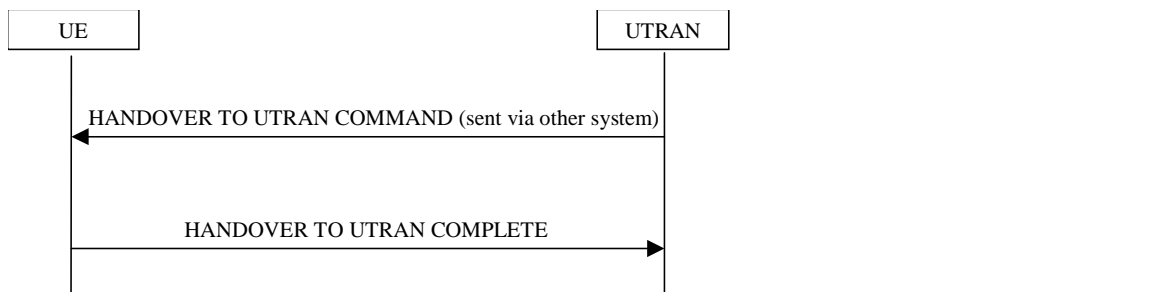 UE
UTRAN
HANDOVER TO UTRAN COMMAND (sent via other system)
HANDOVER TO UTRAN COMPLETE